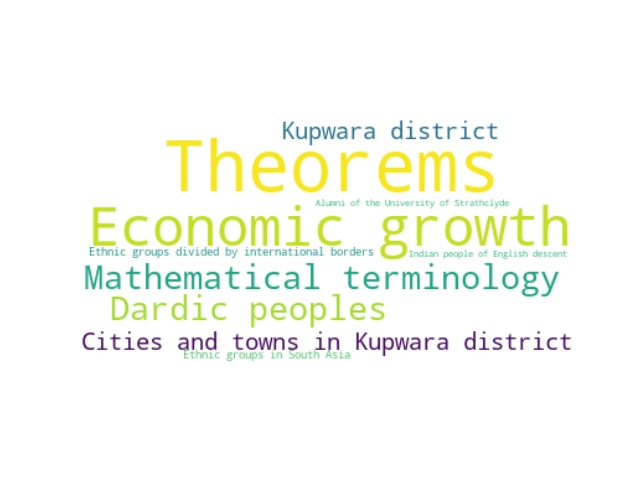 Kupwara district
Theorems
Alumni of the University of Strathclyde
Economic growth
Ethnic groups divided by international borders
Indian people of English descent
Mathematical terminology
Dardic peoples
Cities and towns in Kupwara district
Ethnic groups in South Asia